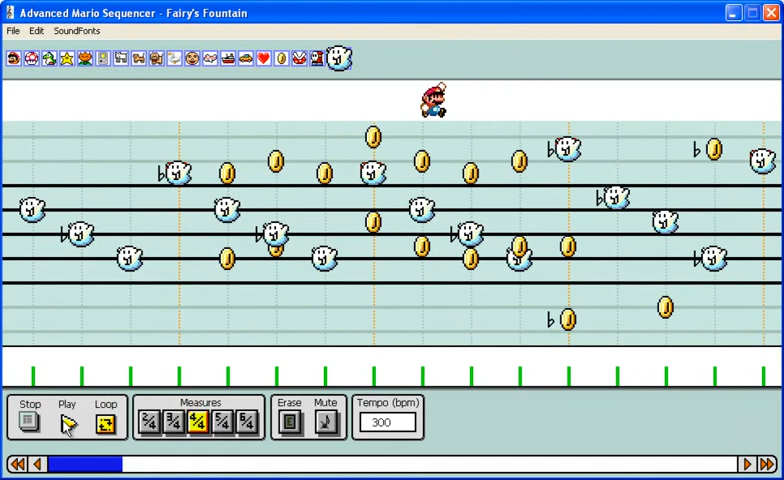 Advanced Mario Sequencer - Fairy's Fountain
File Edit SoundFonts
Stop Play Loop Measures Erase Mute Tempo (bpm)
2/4 3/4 4/4 5/4 6/4 E 300